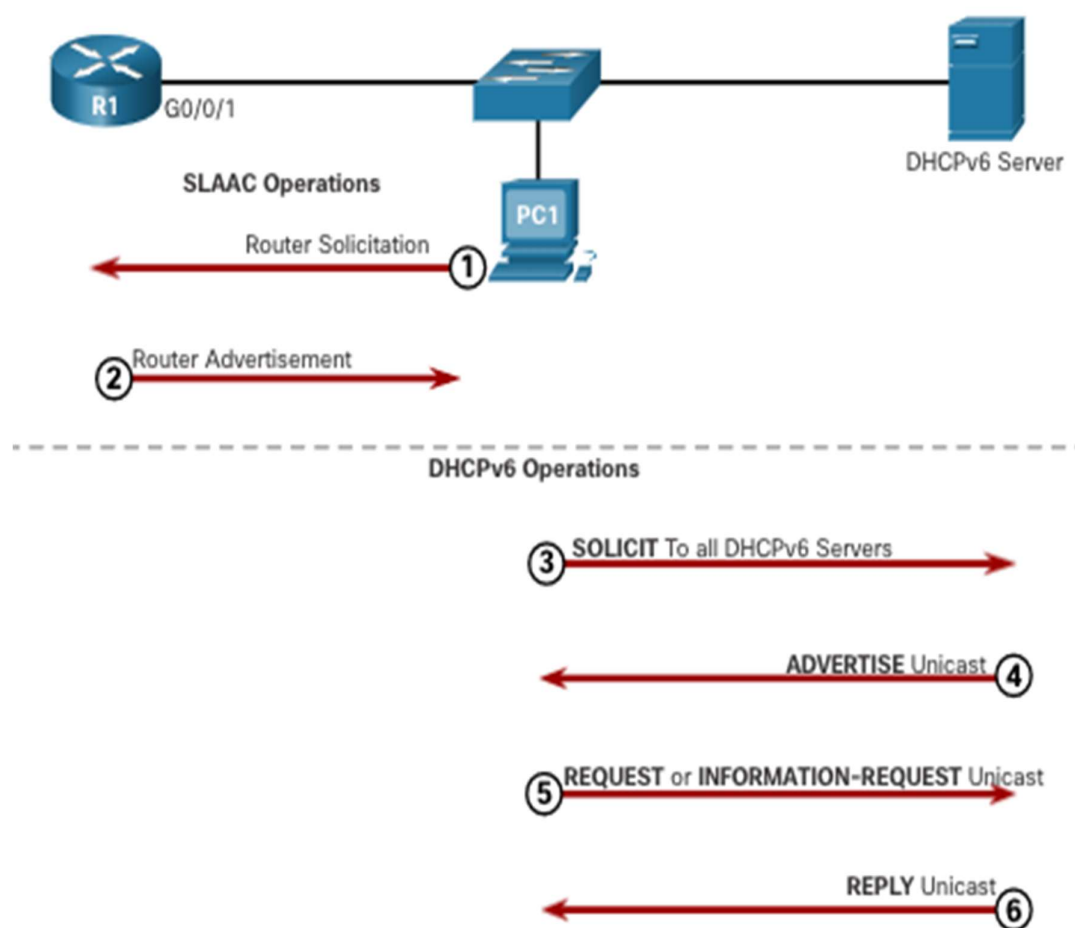 R1
G0/0/1
DHCPv6 Server
SLAAC Operations
PC1
Router Solicitation
1
?
Router Advertisement
2
DHCPv6 Operations
3
SOLICIT To all DHCPv6 Servers
ADVERTISE Unicast
4
REQUEST or INFORMATION-REQUEST Unicast
5
REPLY Unicast
6